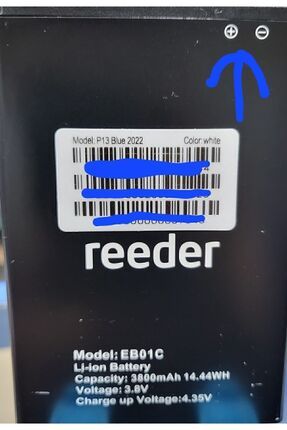 + -
Model: P13 Blue 2022 Color: white
reeder
Model: EB01C
Li-ion Battery
Capacity: 3800mAh 14.44WH
Voltage: 3.8V
Charge up Voltage:4.35V